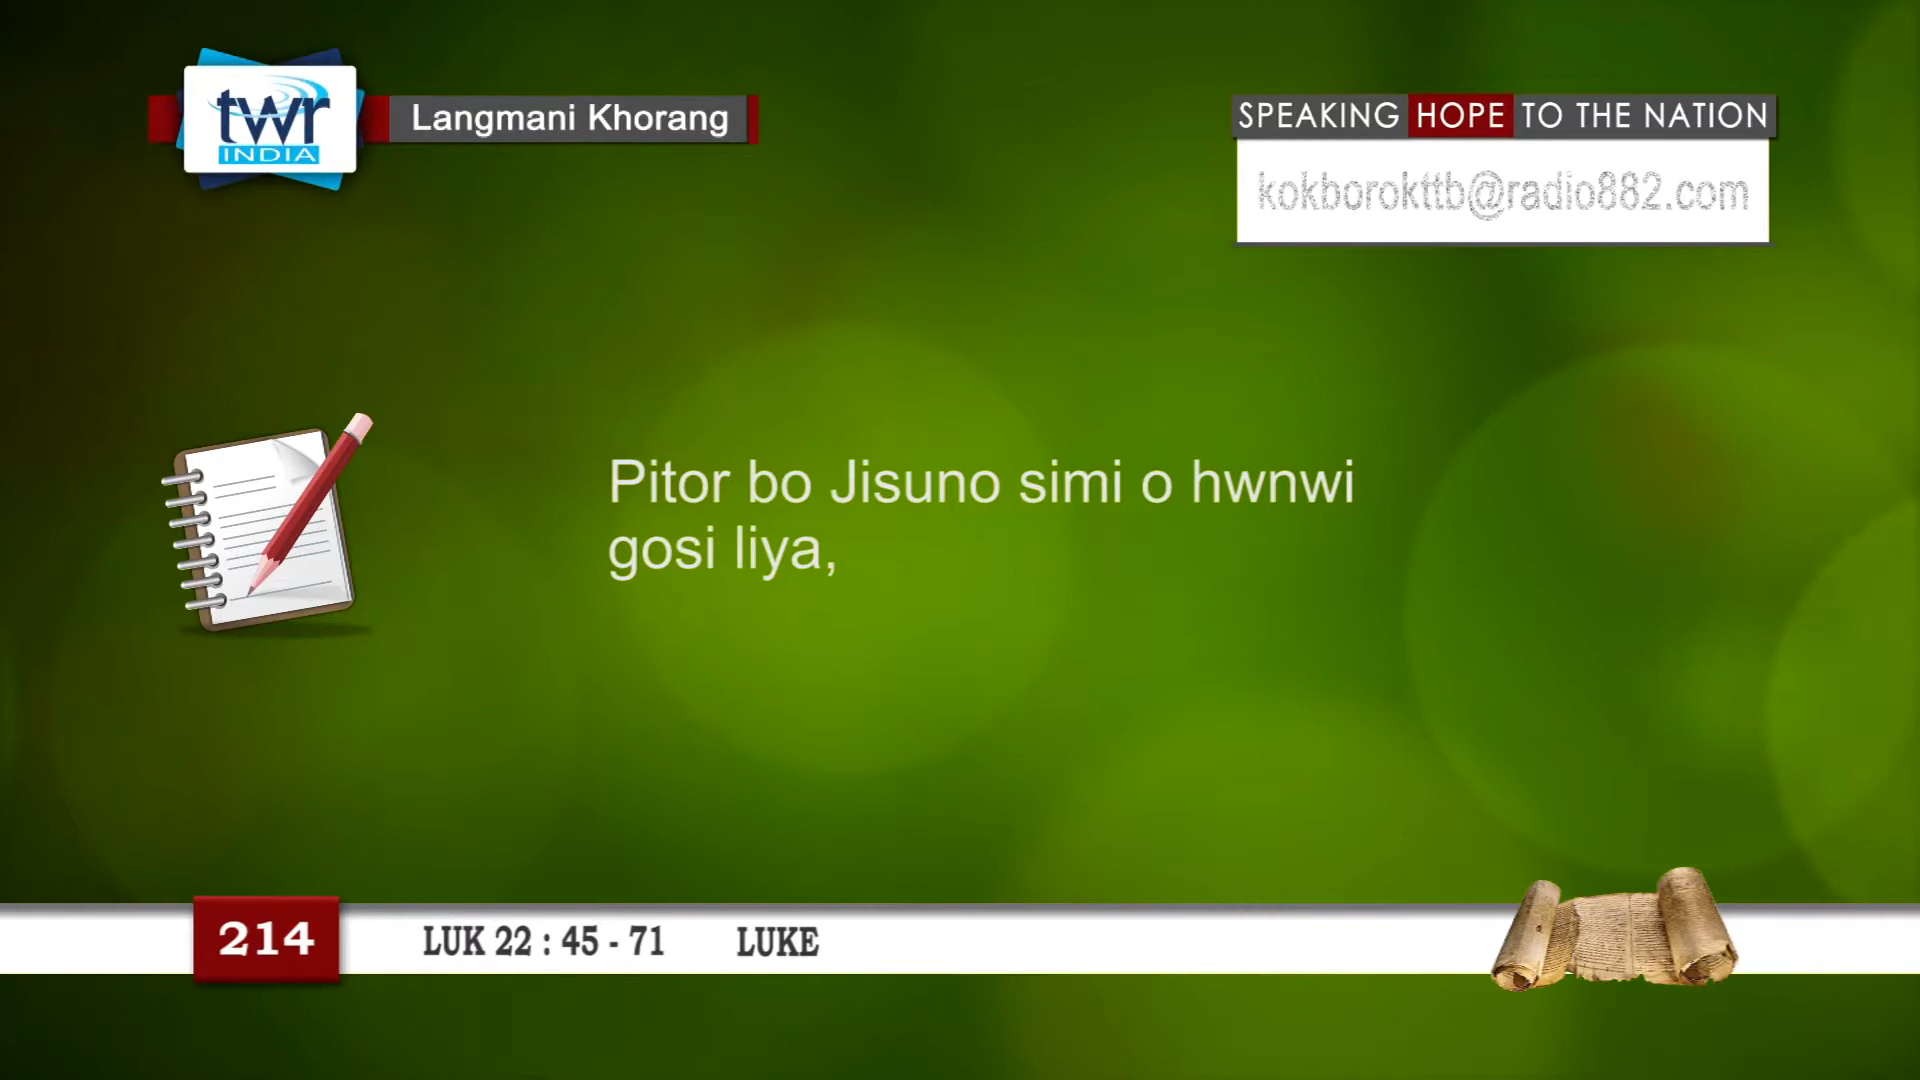 twr
INDIA
Langmani Khorang
SPEAKING HOPE TO THE NATION
kokborokttb@radio882.com
Pitor bo Jisuno simi o hwnwi
gosi liya,
214
LUK 22 : 45 - 71
LUKE